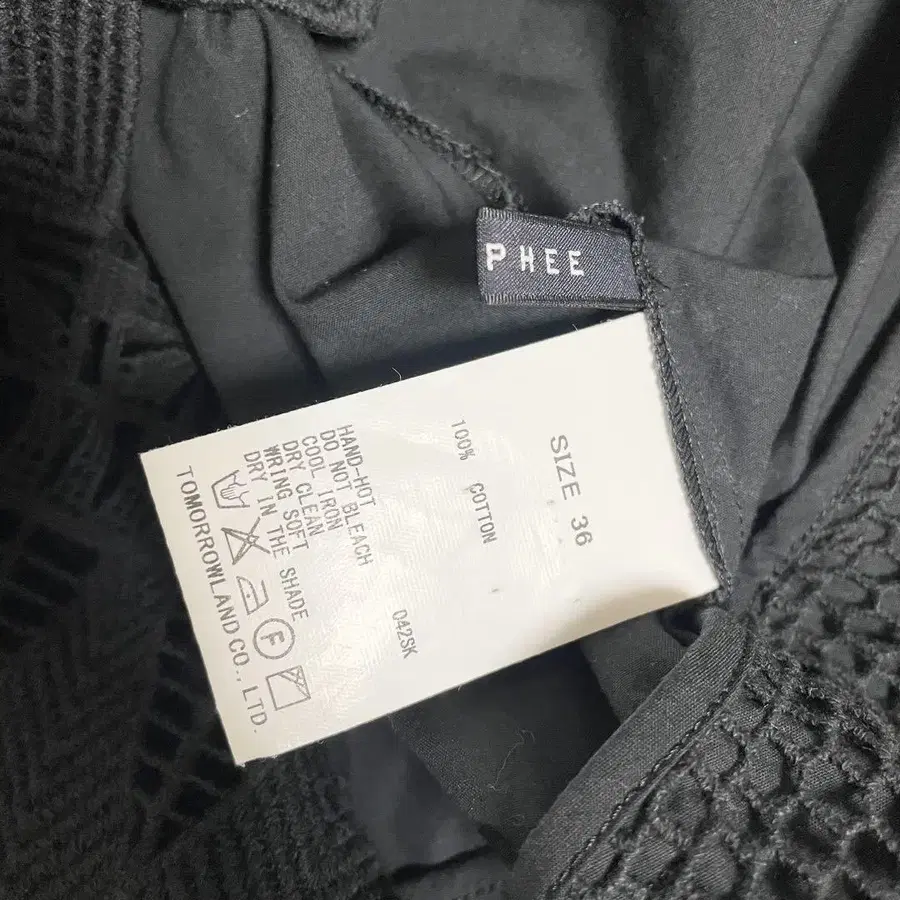 PHEE
SIZE 36
100% COTTON
HAND-HOT
DO NOT BLEACH
COOL IRON
DRY CLEAN
WRING SOFT
DRY IN THE SHADE
042SK
F
TOMORROWLAND CO., LTD.